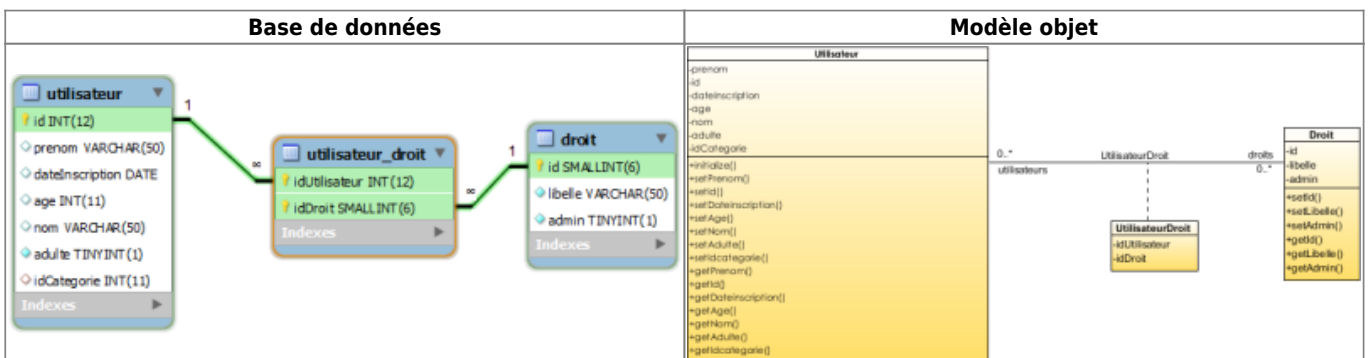 Base de données
Modèle objet
utilisateur
id INT(12)
prenom VARCHAR(50)
dateInscription DATE
age INT(11)
nom VARCHAR(50)
adulte TINYINT(1)
idCategorie INT(11)
Indexes
1
∞
utilisateur_droit
idUtilisateur INT(12)
idDroit SMALLINT(6)
Indexes
∞
1
droit
id SMALLINT(6)
libelle VARCHAR(50)
admin TINYINT(1)
Indexes
Utilisateur
-prenom
-id
-dateInscription
-age
-nom
-adulte
-idCategorie
+initialize()
+setPrenom()
+setId()
+setDateinscription()
+setAge()
+setNom()
+setAdulte()
+setIdcategorie()
+getPrenom()
+getId()
+getDateinscription()
+getAge()
+getNom()
+getAdulte()
+getIdcategorie()
0..*
utilisateurs
UtilisateurDroit
droits
0..*
UtilisateurDroit
-idUtilisateur
-idDroit
Droit
-id
-libelle
-admin
+setId()
+setLibelle()
+setAdmin()
+getId()
+getLibelle()
+getAdmin()